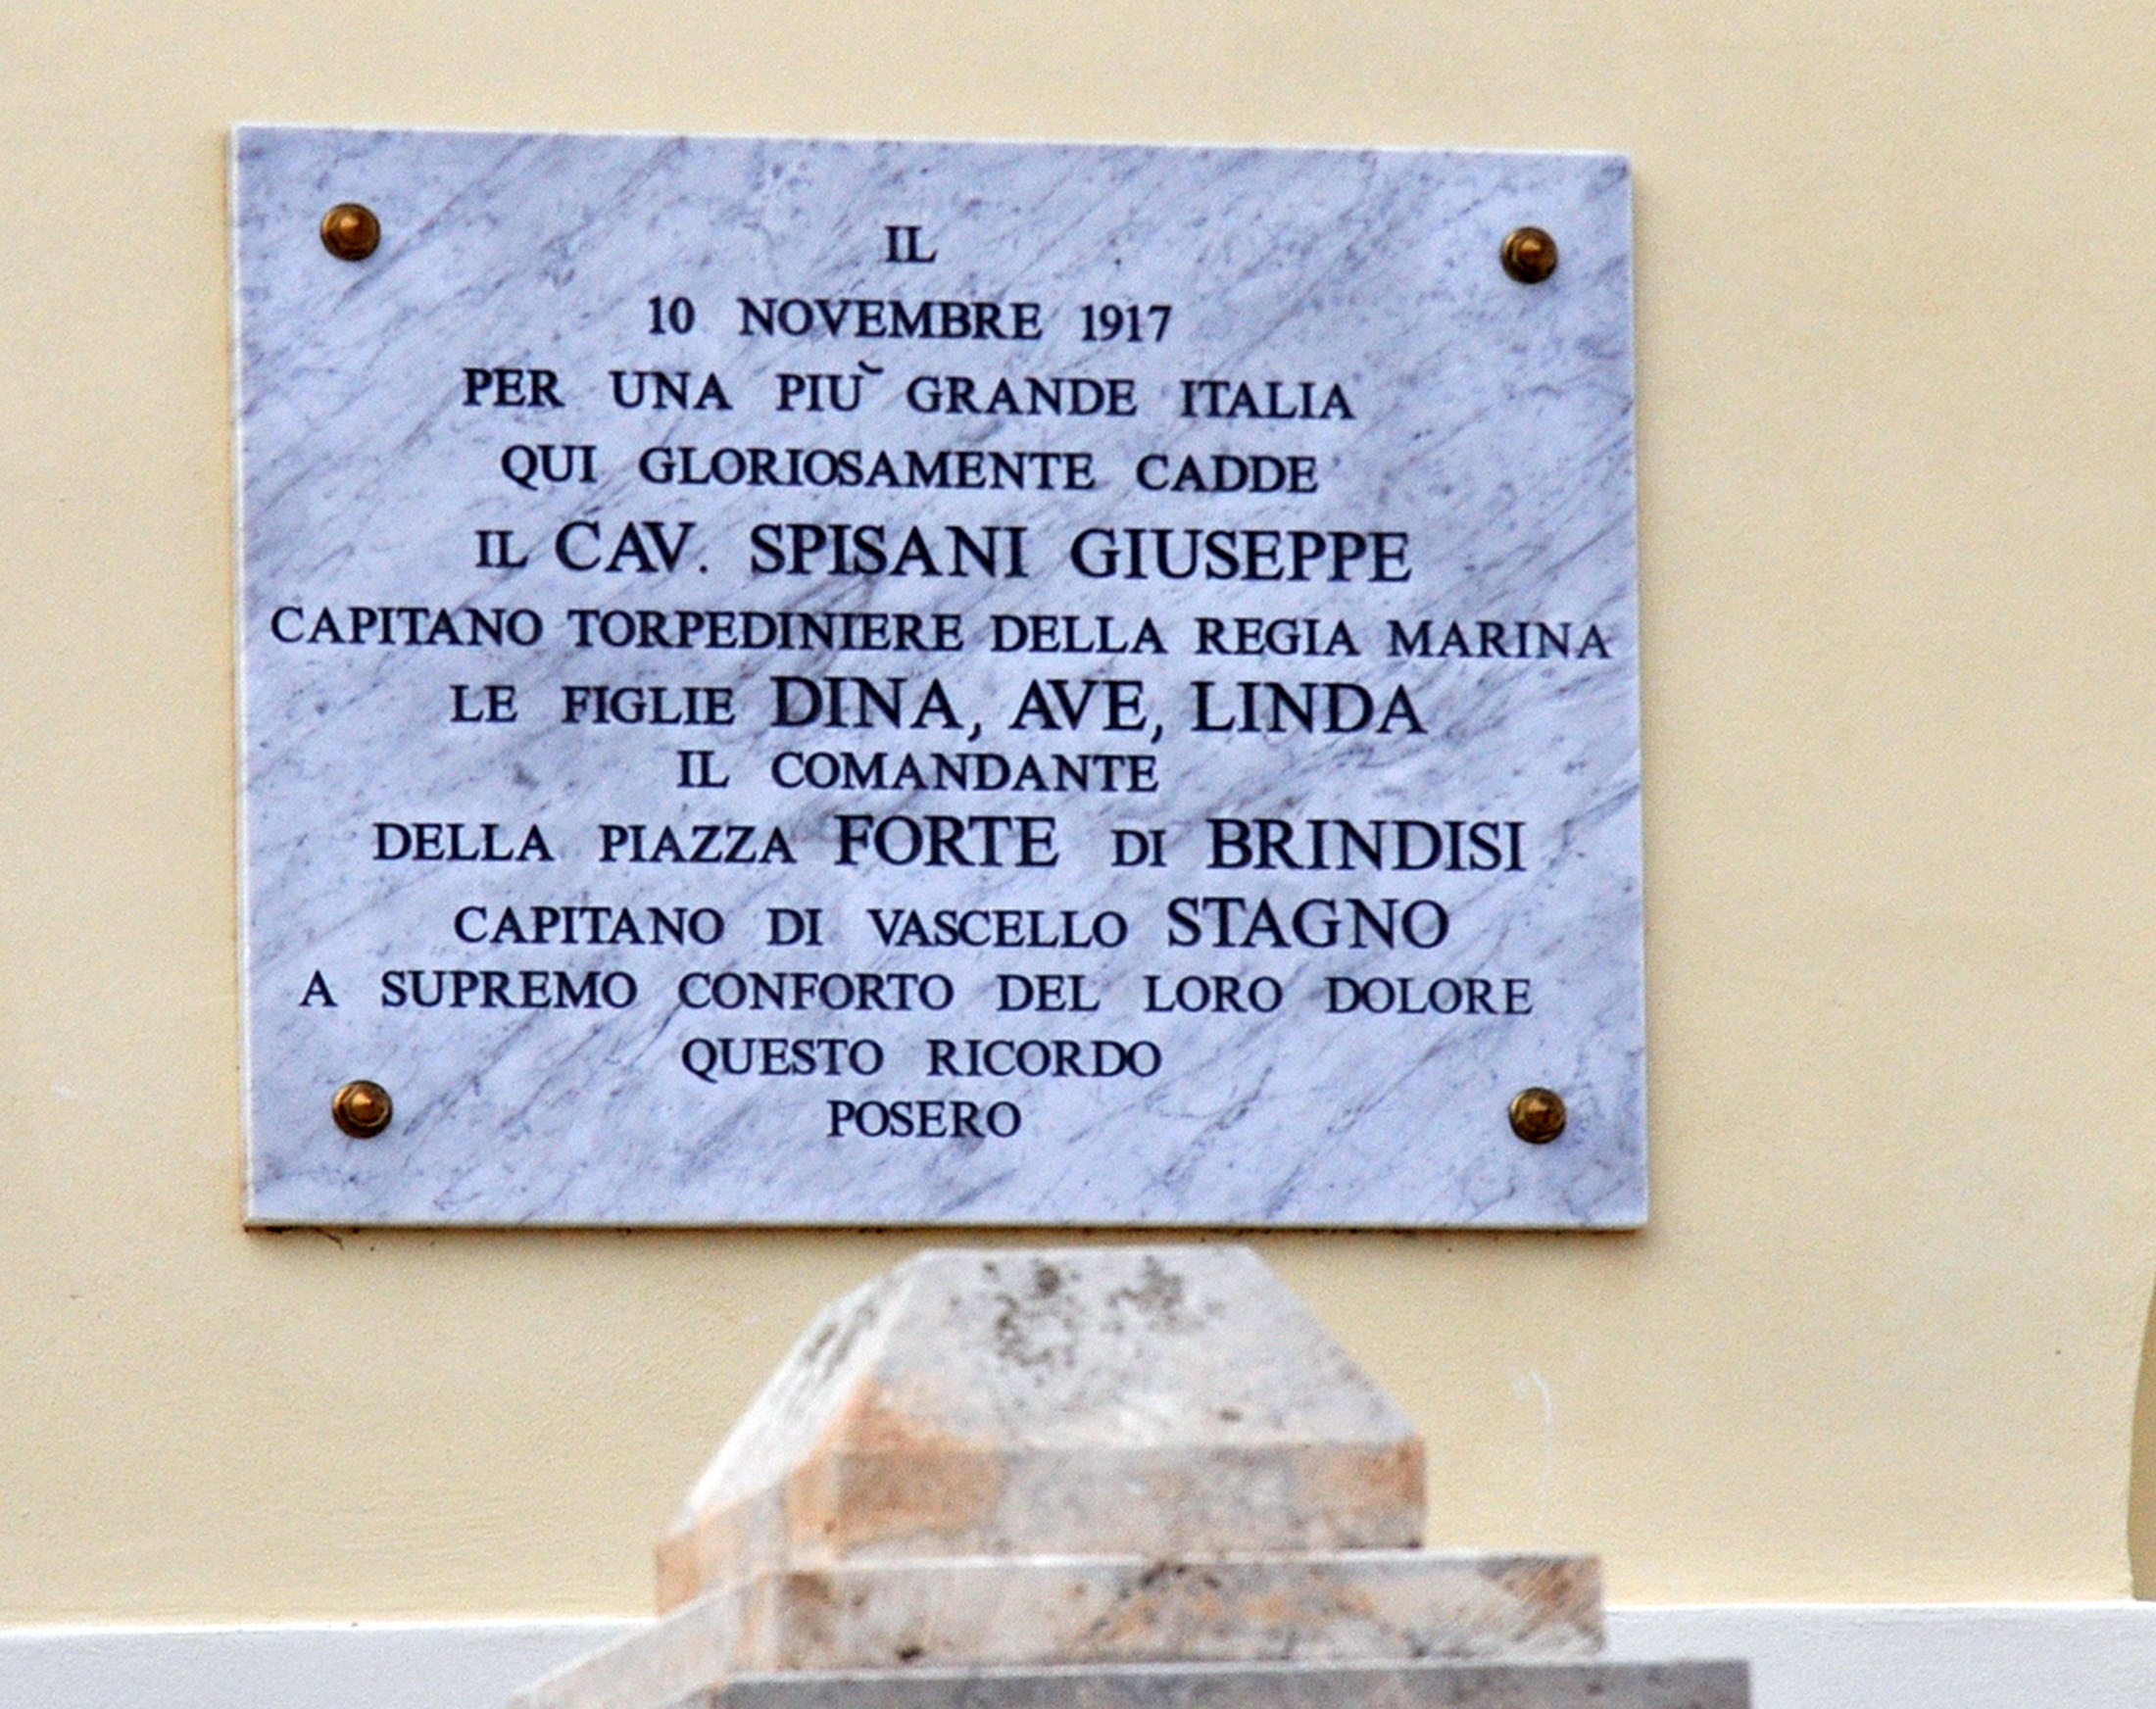 IL
10 NOVEMBRE 1917
PER UNA PIÙ GRANDE ITALIA
QUI GLORIOSAMENTE CADDE
IL CAV. SPISANI GIUSEPPE
CAPITANO TORPEDINIERE DELLA REGIA MARINA
LE FIGLIE DINA, AVE, LINDA
IL COMANDANTE
DELLA PIAZZA FORTE DI BRINDISI
CAPITANO DI VASCELLO STAGNO
A SUPREMO CONFORTO DEL LORO DOLORE
QUESTO RICORDO
POSERO